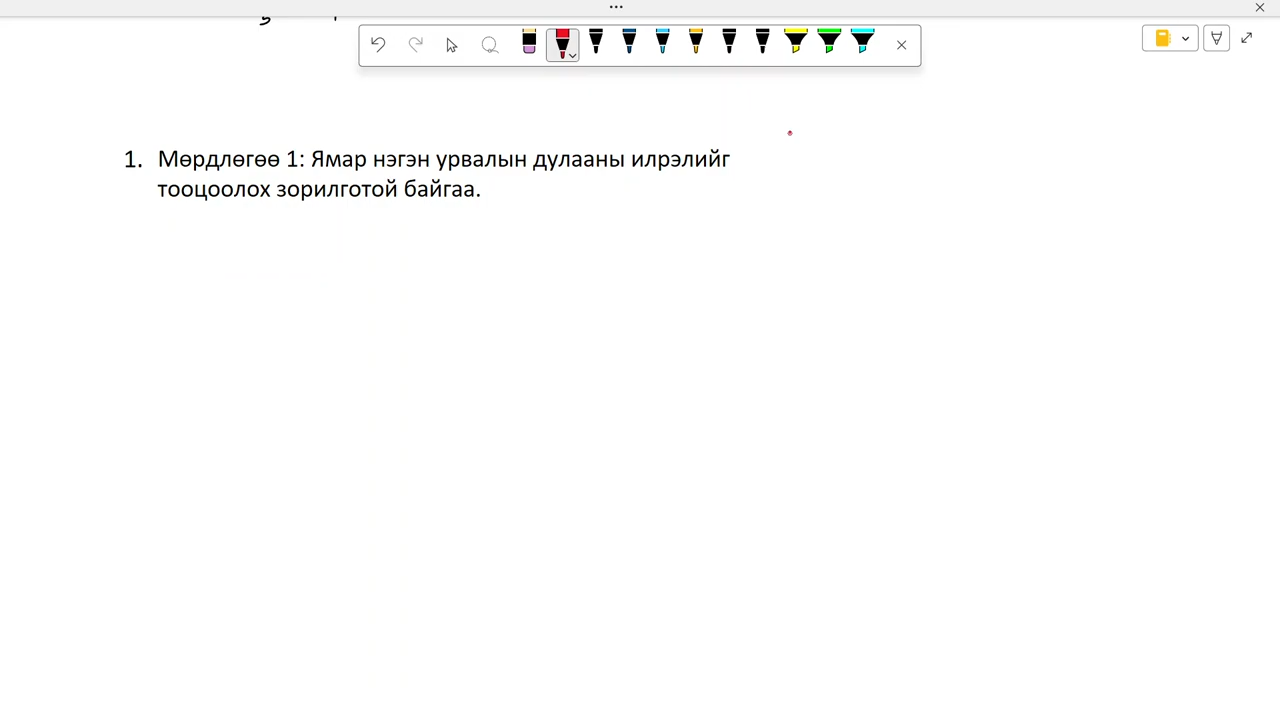 1. Мөрдлөгөө 1: Ямар нэгэн урвалын дулааны илрэлийг
тооцоолох зорилготой байгаа.